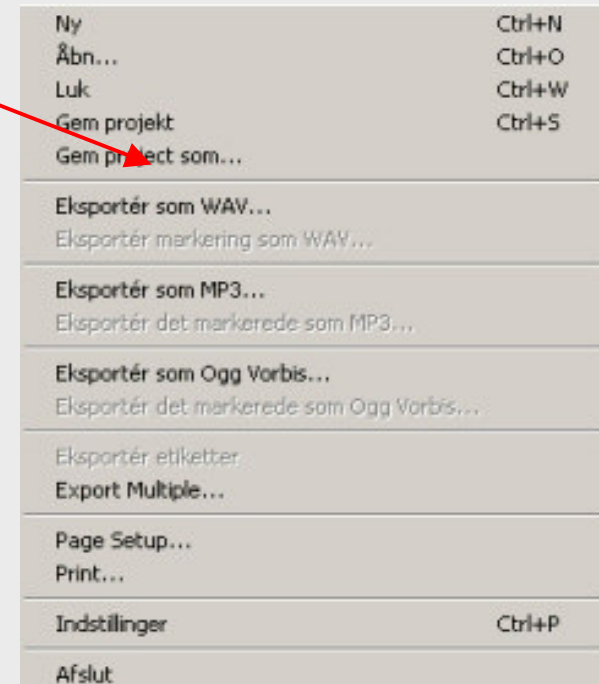 Ny Ctrl+N
Åbn... Ctrl+O
Luk Ctrl+W
Gem projekt Ctrl+S
Gem project som...
Eksportér som WAV...
Eksportér markering som WAV...
Eksportér som MP3...
Eksportér det markerede som MP3...
Eksportér som Ogg Vorbis...
Eksportér det markerede som Ogg Vorbis...
Eksportér etiketter
Export Multiple...
Page Setup...
Print...
Indstillinger Ctrl+P
Afslut